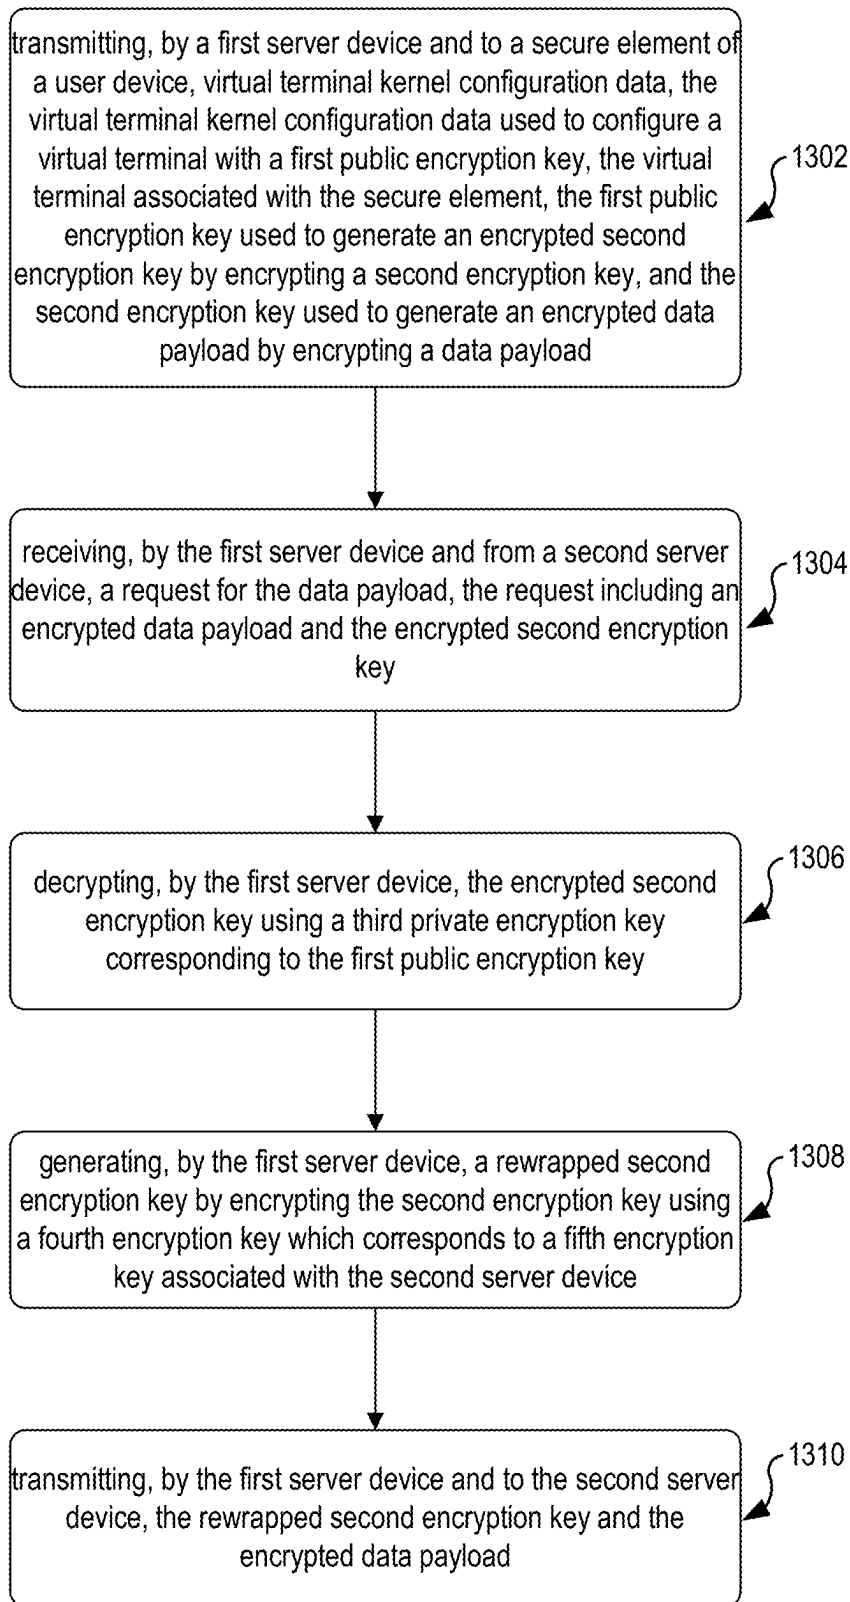 transmitting, by a first server device and to a secure element of
a user device, virtual terminal kernel configuration data, the
virtual terminal kernel configuration data used to configure a
virtual terminal with a first public encryption key, the virtual
terminal associated with the secure element, the first public
encryption key used to generate an encrypted second
encryption key by encrypting a second encryption key, and the
second encryption key used to generate an encrypted data
payload by encrypting a data payload
1302
receiving, by the first server device and from a second server
device, a request for the data payload, the request including an
encrypted data payload and the encrypted second encryption
key
1304
decrypting, by the first server device, the encrypted second
encryption key using a third private encryption key
corresponding to the first public encryption key
1306
generating, by the first server device, a rewrapped second
encryption key by encrypting the second encryption key using
a fourth encryption key which corresponds to a fifth encryption
key associated with the second server device
1308
transmitting, by the first server device and to the second server
device, the rewrapped second encryption key and the
encrypted data payload
1310